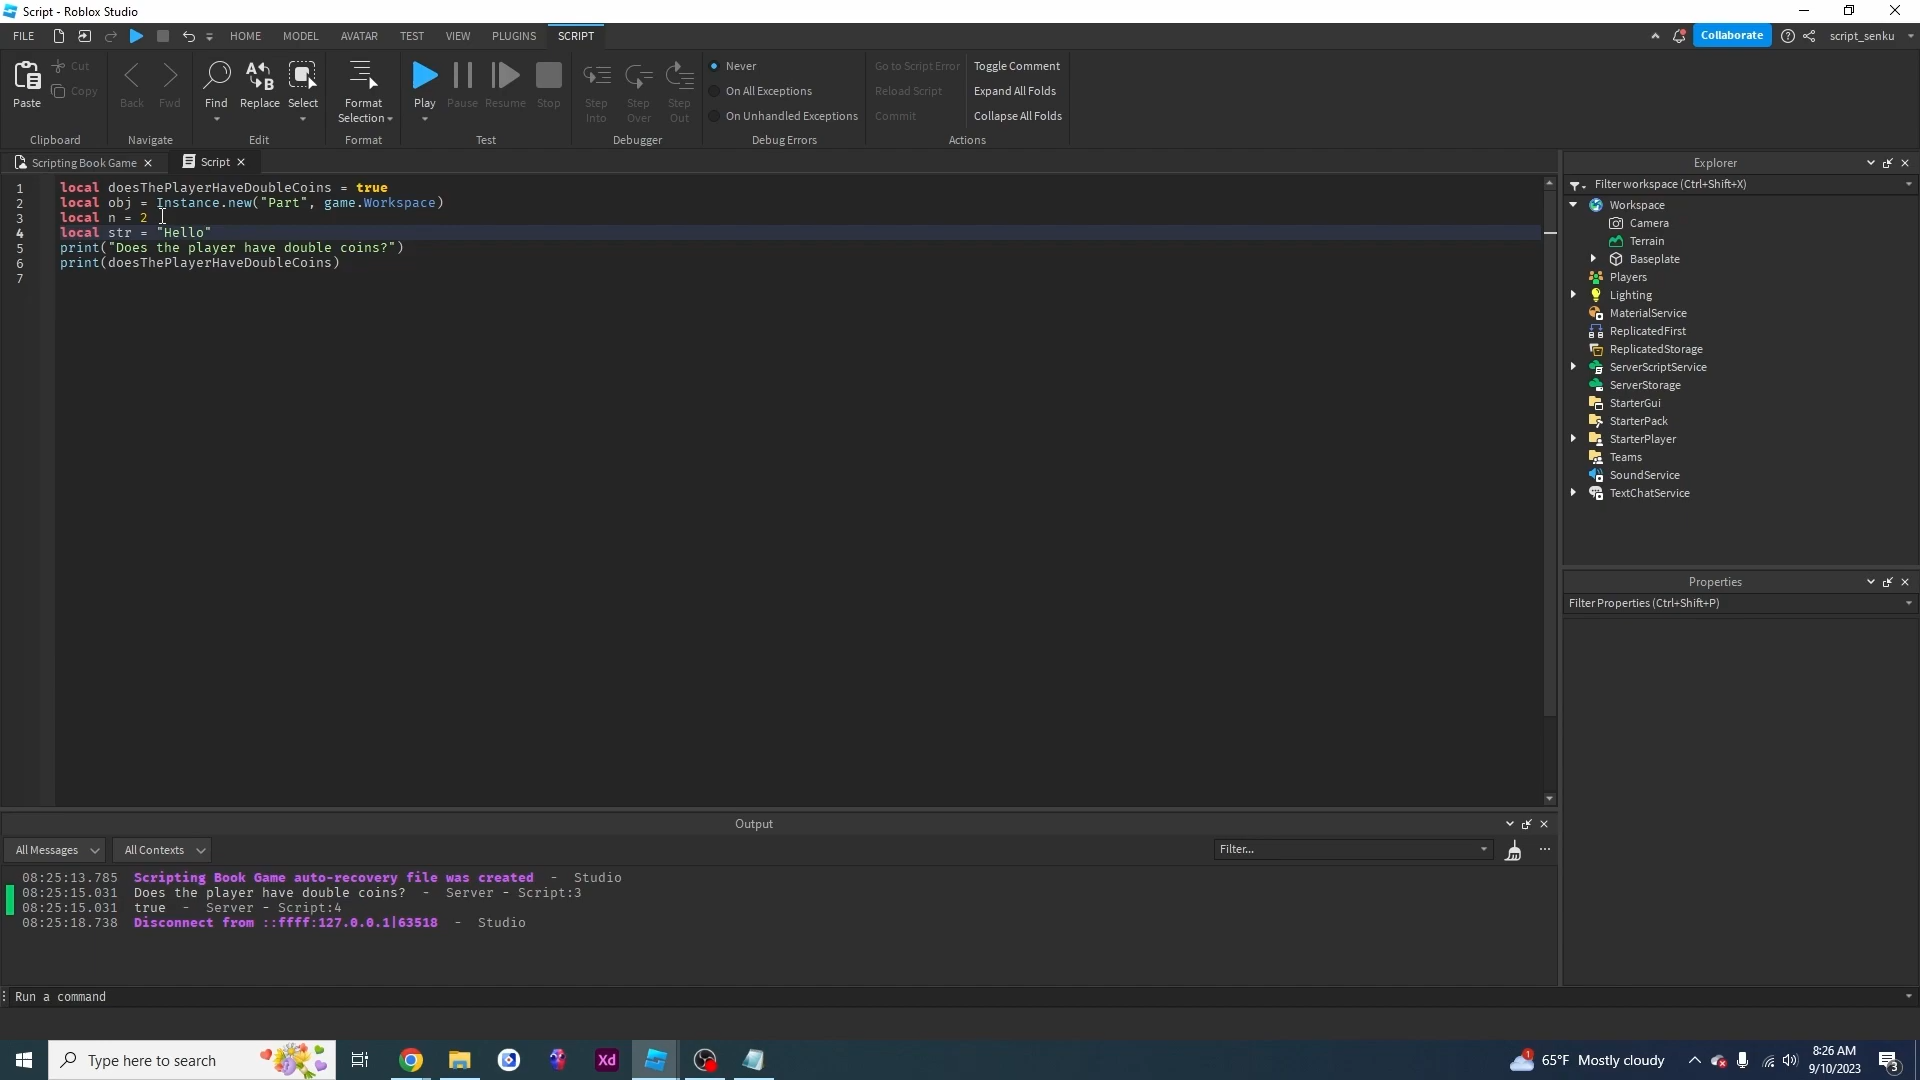 Script - Roblox Studio
FILE HOME MODEL AVATAR TEST VIEW PLUGINS SCRIPT Collaborate script_senku
Paste Cut Copy Back Fwd Find Replace Select Format Selection Play Pause Resume Stop Step Into Step Over Step Out
Never
On All Exceptions
On Unhandled Exceptions
Go to Script Error
Reload Script
Commit
Toggle Comment
Expand All Folds
Collapse All Folds
Clipboard Navigate Edit Format Test Debugger Debug Errors Actions
Scripting Book Game Script
1 local doesThePlayerHaveDoubleCoins = true
2 local obj = Instance.new("Part", game.Workspace)
3 local n = 2
4 local str = "Hello"
5 print("Does the player have double coins?")
6 print(doesThePlayerHaveDoubleCoins)
7
Explorer
Filter workspace (Ctrl+Shift+X)
Workspace
Camera
Terrain
Baseplate
Players
Lighting
MaterialService
ReplicatedFirst
ReplicatedStorage
ServerScriptService
ServerStorage
StarterGui
StarterPack
StarterPlayer
Teams
SoundService
TextChatService
Properties
Filter Properties (Ctrl+Shift+P)
Output
All Messages All Contexts Filter...
08:25:13.785 Scripting Book Game auto-recovery file was created - Studio
08:25:15.031 Does the player have double coins? - Server - Script:3
08:25:15.031 true - Server - Script:4
08:25:18.738 Disconnect from ::ffff:127.0.0.1|63518 - Studio
Run a command
Type here to search
Xd
1
65°F Mostly cloudy
8:26 AM
9/10/2023
3